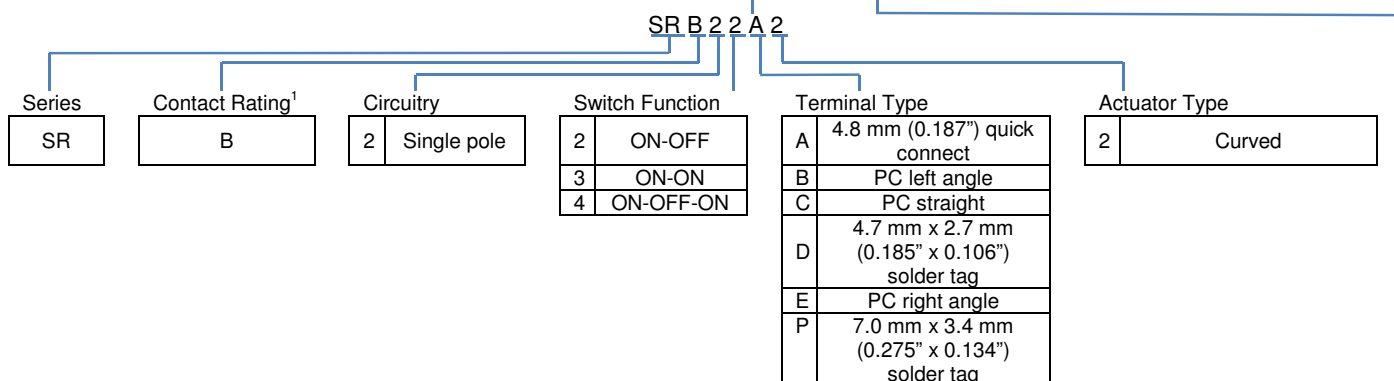 SR B 2 2 A 2
Series
SR
Contact Rating1
B
Circuitry
2 Single pole
Switch Function
2 ON-OFF
3 ON-ON
4 ON-OFF-ON
Terminal Type
A 4.8 mm (0.187”) quick
connect
B PC left angle
C PC straight
D 4.7 mm x 2.7 mm
(0.185” x 0.106”)
solder tag
E PC right angle
P 7.0 mm x 3.4 mm
(0.275” x 0.134”)
solder tag
Actuator Type
2 Curved